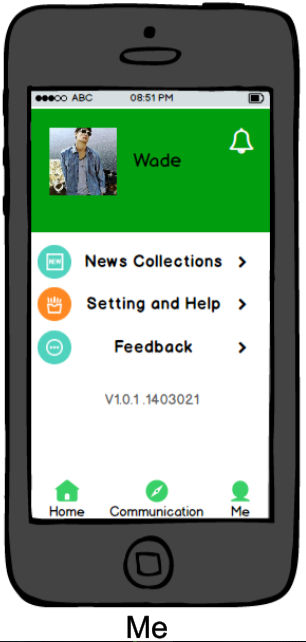 ABC 08:51 PM
Wade
NEW News Collections
Setting and Help
Feedback
V1.0.1 .1403021
Home Communication Me
Me